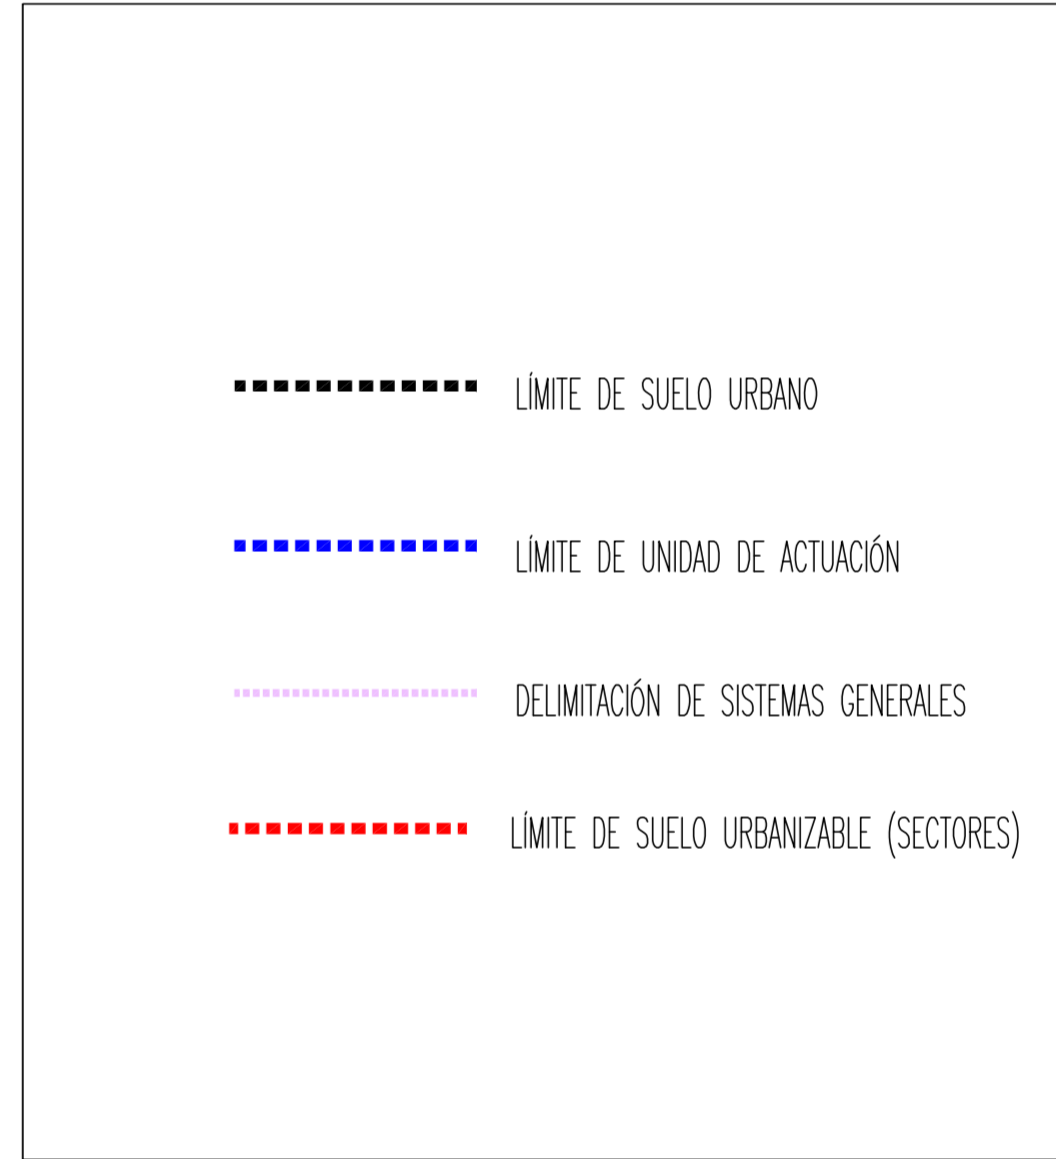 LÍMITE DE SUELO URBANO
LÍMITE DE UNIDAD DE ACTUACIÓN
DELIMITACIÓN DE SISTEMAS GENERALES
LÍMITE DE SUELO URBANIZABLE (SECTORES)